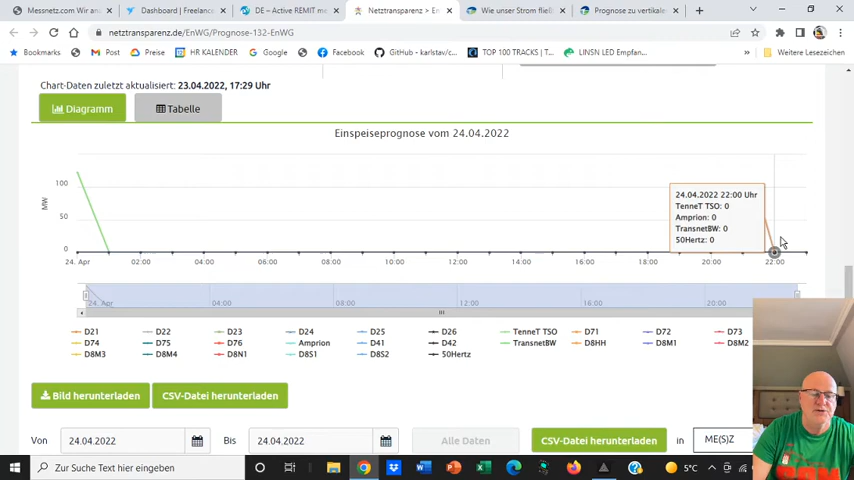 Messnetz.com Wir an
Dashboard | Freelance
DE – Active REMIT m
Netztransparenz > En
Wie unser Strom fließ
Prognose zu vertikale
netztransparenz.de/EnWG/Prognose-132-EnWG
Bookmarks
00 Mail
Post
Preise
HR KALENDER
Google
Facebook
GitHub - karlstav/c...
TOP 100 TRACKS | T...
LINSN LED Empfan...
»
Weitere Lesezeichen
Chart-Daten zuletzt aktualisiert: 23.04.2022, 17:29 Uhr
Diagramm
Tabelle
Einspeiseprognose vom 24.04.2022
MW
100
50
0
24.04.2022 22:00 Uhr
TenneT TSO: 0
Amprion: 0
TransnetBW: 0
50Hertz: 0
24. Apr 02:00 04:00 06:00 08:00 10:00 12:00 14:00 16:00 18:00 20:00 22:00
24. Apr 04:00 08:00 12:00 16:00 20:00
D21 D22 D23 D24 D25 D26 TenneT TSO D71 D72 D73
D74 D75 D76 Amprion D41 D42 TransnetBW D8HH D8M1 D8M2
D8M3 D8M4 D8N1 D8S1 D8S2 50Hertz
Bild herunterladen
CSV-Datei herunterladen
Von
24.04.2022
Bis
24.04.2022
Alle Daten
CSV-Datei herunterladen
in
ME(S)Z
Zur Suche Text hier eingeben
5°C